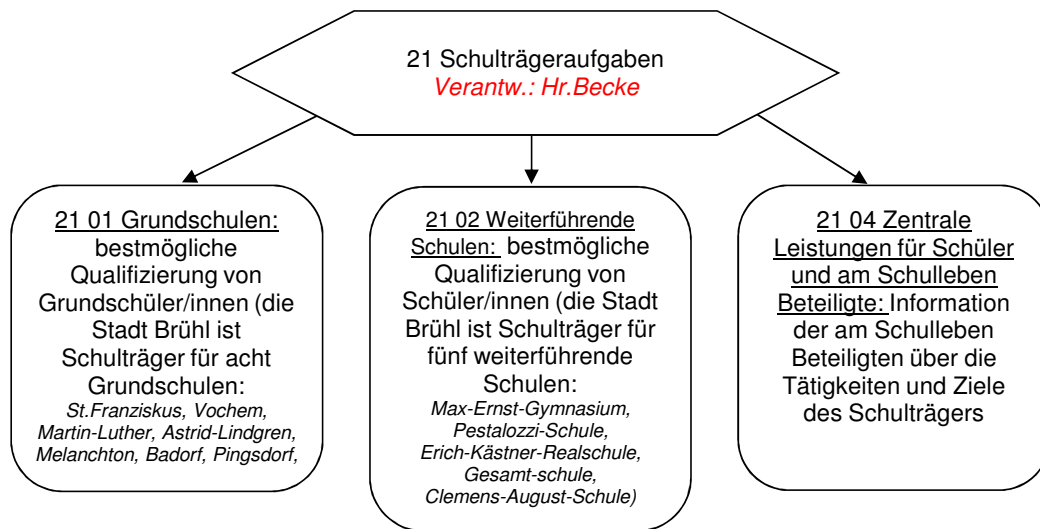 21 Schulträgeraufgaben
Verantw.: Hr.Becke
21 01 Grundschulen:
bestmögliche
Qualifizierung von
Grundschüler/innen (die
Stadt Brühl ist
Schulträger für acht
Grundschulen:
St.Franziskus, Vochem,
Martin-Luther, Astrid-Lindgren,
Melanchton, Badorf, Pingsdorf,
21 02 Weiterführende
Schulen: bestmögliche
Qualifizierung von
Schüler/innen (die Stadt
Brühl ist Schulträger für
fünf weiterführende
Schulen:
Max-Ernst-Gymnasium,
Pestalozzi-Schule,
Erich-Kästner-Realschule,
Gesamt-schule,
Clemens-August-Schule)
21 04 Zentrale
Leistungen für Schüler
und am Schulleben
Beteiligte: Information
der am Schulleben
Beteiligten über die
Tätigkeiten und Ziele
des Schulträgers